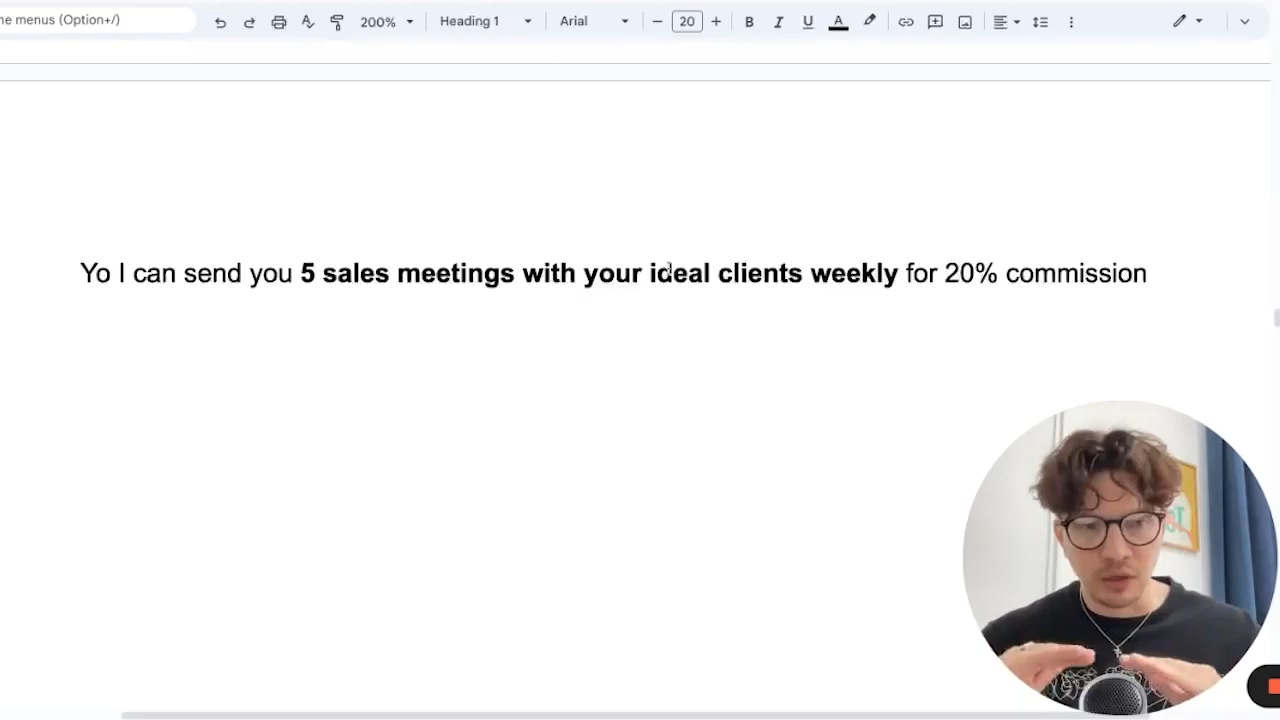 ne menus (Option+/)
200%
Heading 1
Arial
20
B I U A
Yo I can send you 5 sales meetings with your ideal clients weekly for 20% commission